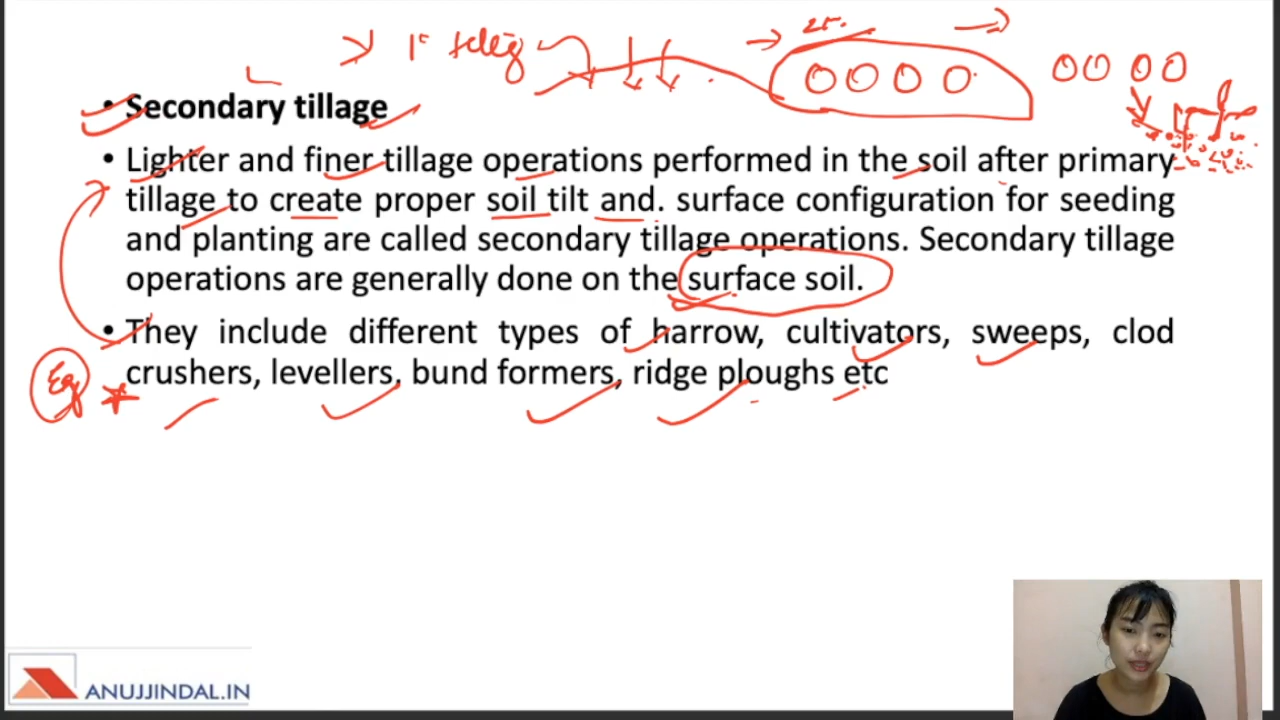 1° tillag
2T.
• Secondary tillage
• Lighter and finer tillage operations performed in the soil after primary
tillage to create proper soil tilt and. surface configuration for seeding
and planting are called secondary tillage operations. Secondary tillage
operations are generally done on the surface soil.
• They include different types of harrow, cultivators, sweeps, clod
Eg
crushers, levellers, bund formers, ridge ploughs etc
ANUJJINDAL.IN